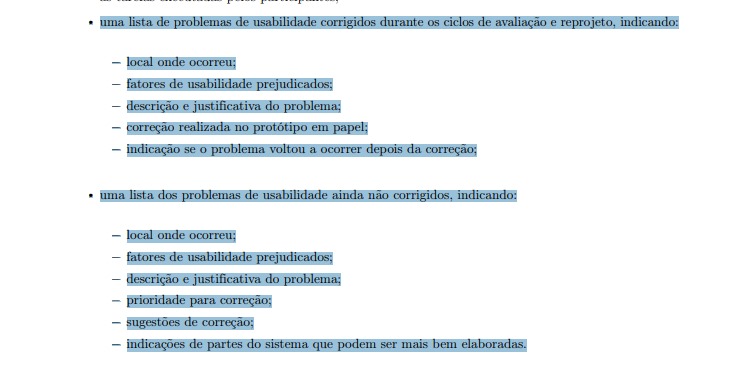 • uma lista de problemas de usabilidade corrigidos durante os ciclos de avaliação e reprojeto, indicando:
– local onde ocorreu;
– fatores de usabilidade prejudicados;
– descrição e justificativa do problema;
– correção realizada no protótipo em papel;
– indicação se o problema voltou a ocorrer depois da correção;
• uma lista dos problemas de usabilidade ainda não corrigidos, indicando:
– local onde ocorreu;
– fatores de usabilidade prejudicados;
– descrição e justificativa do problema;
– prioridade para correção;
– sugestões de correção;
– indicações de partes do sistema que podem ser mais bem elaboradas.